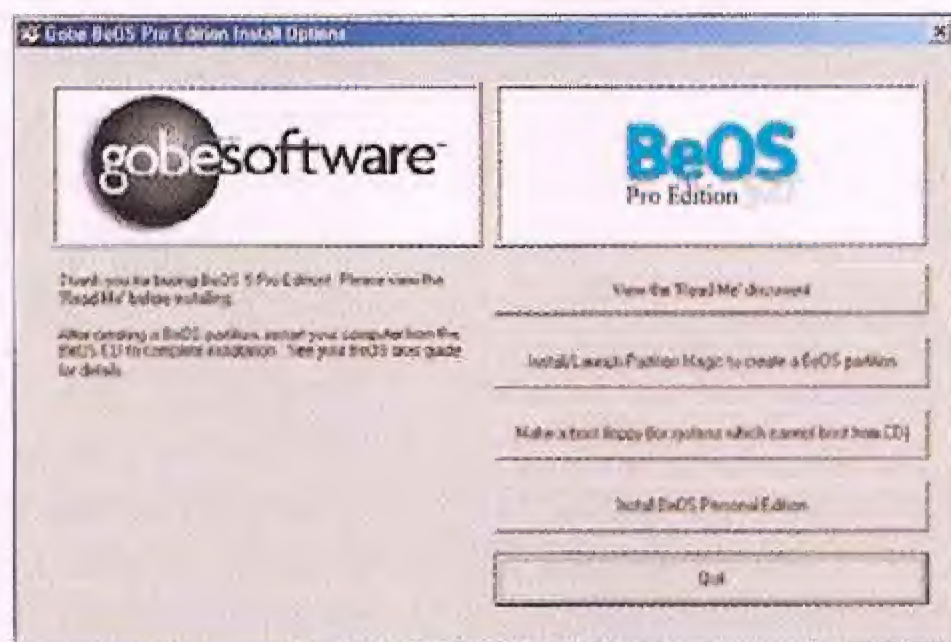 Gobe BeOS Pro Edition Install Options
gobesoftware™
BeOS
Pro Edition
Thank you for buying BeOS 5 Pro Edition! Please view the
'Read Me' before installing.
After creating a BeOS partition, restart your computer from the
BeOS CD to complete installation. See your BeOS user guide
for details.
View the 'Read Me' document
Install/Launch Partition Magic to create a BeOS partition
Make a boot floppy (for systems which cannot boot from CD)
Install BeOS Personal Edition
Quit